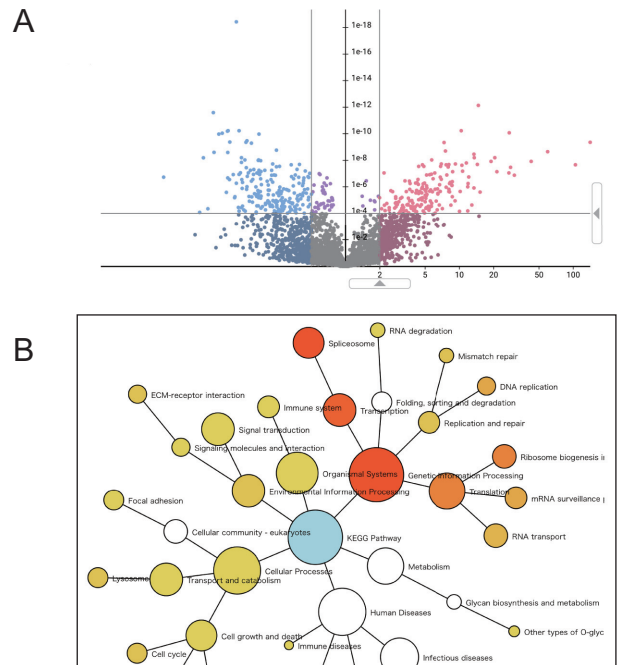 A
1e-18
1e-16
1e-14
1e-12
1e-10
1e-8
1e-6
1e-4
1e-2
2
5
10
20
50
100
B
RNA degradation
Spliceosome
Mismatch repair
DNA replication
ECM-receptor interaction
Immune system
Transcription
Folding, sorting and degradation
Signal transduction
Replication and repair
Signaling molecules and interaction
Ribosome biogenesis i
Organismal Systems
Genetic Information Processing
Environmental Information Processing
Translation
mRNA surveillance p
Focal adhesion
Cellular community - eukaryotes
KEGG Pathway
RNA transport
Metabolism
Cellular Processes
Lysosome
Transport and catabolism
Glycan biosynthesis and metabolism
Human Diseases
Other types of O-glyc
Cell growth and death
Immune diseases
Cell cycle
Infectious diseases